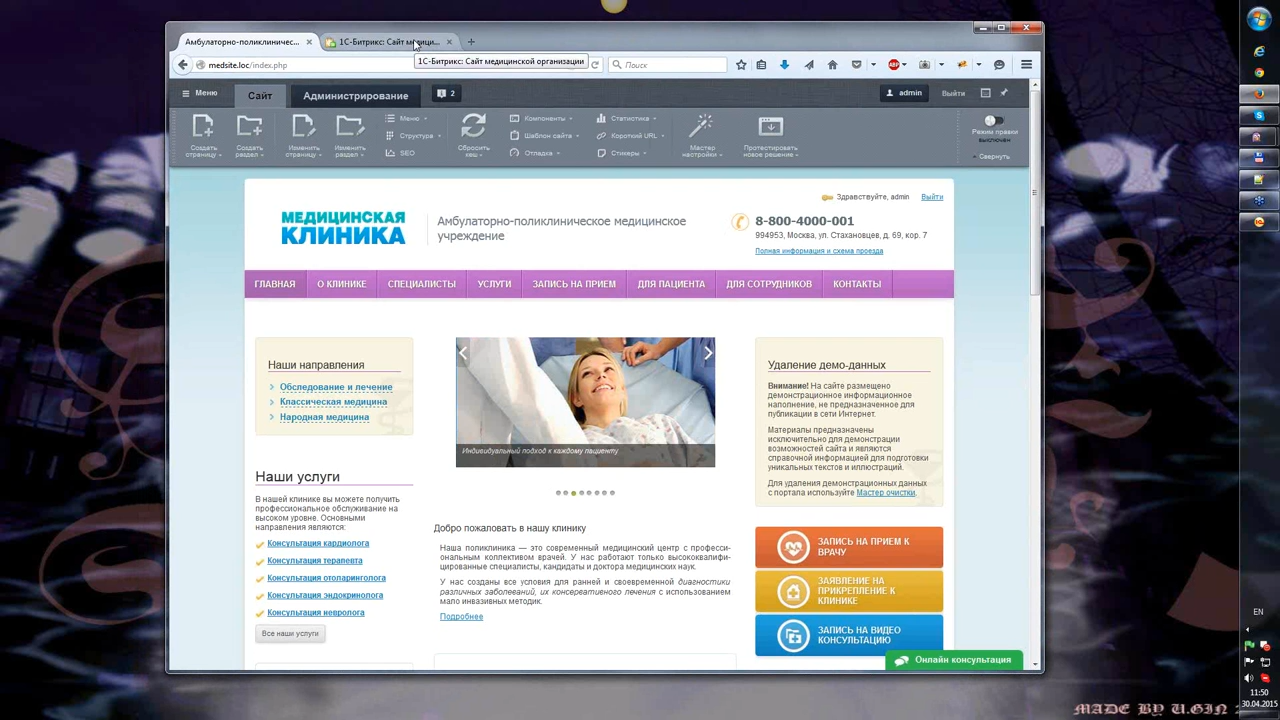 Амбулаторно-поликлиничес...
1С-Битрикс: Сайт медици...
medsite.loc/index.php
1С-Битрикс: Сайт медицинской организации
Поиск
ABP
Меню
Сайт
Администрирование
2
admin
Выйти
Создать страницу
Создать раздел
Изменить страницу
Изменить раздел
Меню
Структура
SEO
Сбросить кеш
Компоненты
Шаблон сайта
Отладка
Статистика
Короткий URL
Стикеры
Мастер настройки
Протестировать новое решение
Режим правки
выключен
Свернуть
Здравствуйте, admin
Выйти
МЕДИЦИНСКАЯ
КЛИНИКА
Амбулаторно-поликлиническое медицинское
учреждение
8-800-4000-001
994953, Москва, ул. Стахановцев, д. 69, кор. 7
Полная информация и схема проезда
ГЛАВНАЯ
О КЛИНИКЕ
СПЕЦИАЛИСТЫ
УСЛУГИ
ЗАПИСЬ НА ПРИЕМ
ДЛЯ ПАЦИЕНТА
ДЛЯ СОТРУДНИКОВ
КОНТАКТЫ
Наши направления
Обследование и лечение
Классическая медицина
Народная медицина
Наши услуги
В нашей клинике вы можете получить
профессиональное обслуживание на
высоком уровне. Основными
направления являются:
Консультация кардиолога
Консультация терапевта
Консультация отоларинголога
Консультация эндокринолога
Консультация невролога
Все наши услуги
Индивидуальный подход к каждому пациенту
Добро пожаловать в нашу клинику
Наша поликлиника — это современный медицинский центр с професси-
ональным коллективом врачей. У нас работают только высококвалифи-
цированные специалисты, кандидаты и доктора медицинских наук.
У нас созданы все условия для ранней и своевременной диагностики
различных заболеваний, их консервативного лечения с использованием
мало инвазивных методик.
Подробнее
Удаление демо-данных
Внимание! На сайте размещено
демонстрационное информационное
наполнение, не предназначенное для
публикации в сети Интернет.
Материалы предназначены
исключительно для демонстрации
возможностей сайта и являются
справочной информацией для подготовки
уникальных текстов и иллюстраций.
Для удаления демонстрационных данных
с портала используйте Мастер очистки.
ЗАПИСЬ НА ПРИЕМ К
ВРАЧУ
ЗАЯВЛЕНИЕ НА
ПРИКРЕПЛЕНИЕ К
КЛИНИКЕ
ЗАПИСЬ НА ВИДЕО
КОНСУЛЬТАЦИЮ
Онлайн консультация
EN
11:50
30.04.2015
MADE BY U.GIN 2